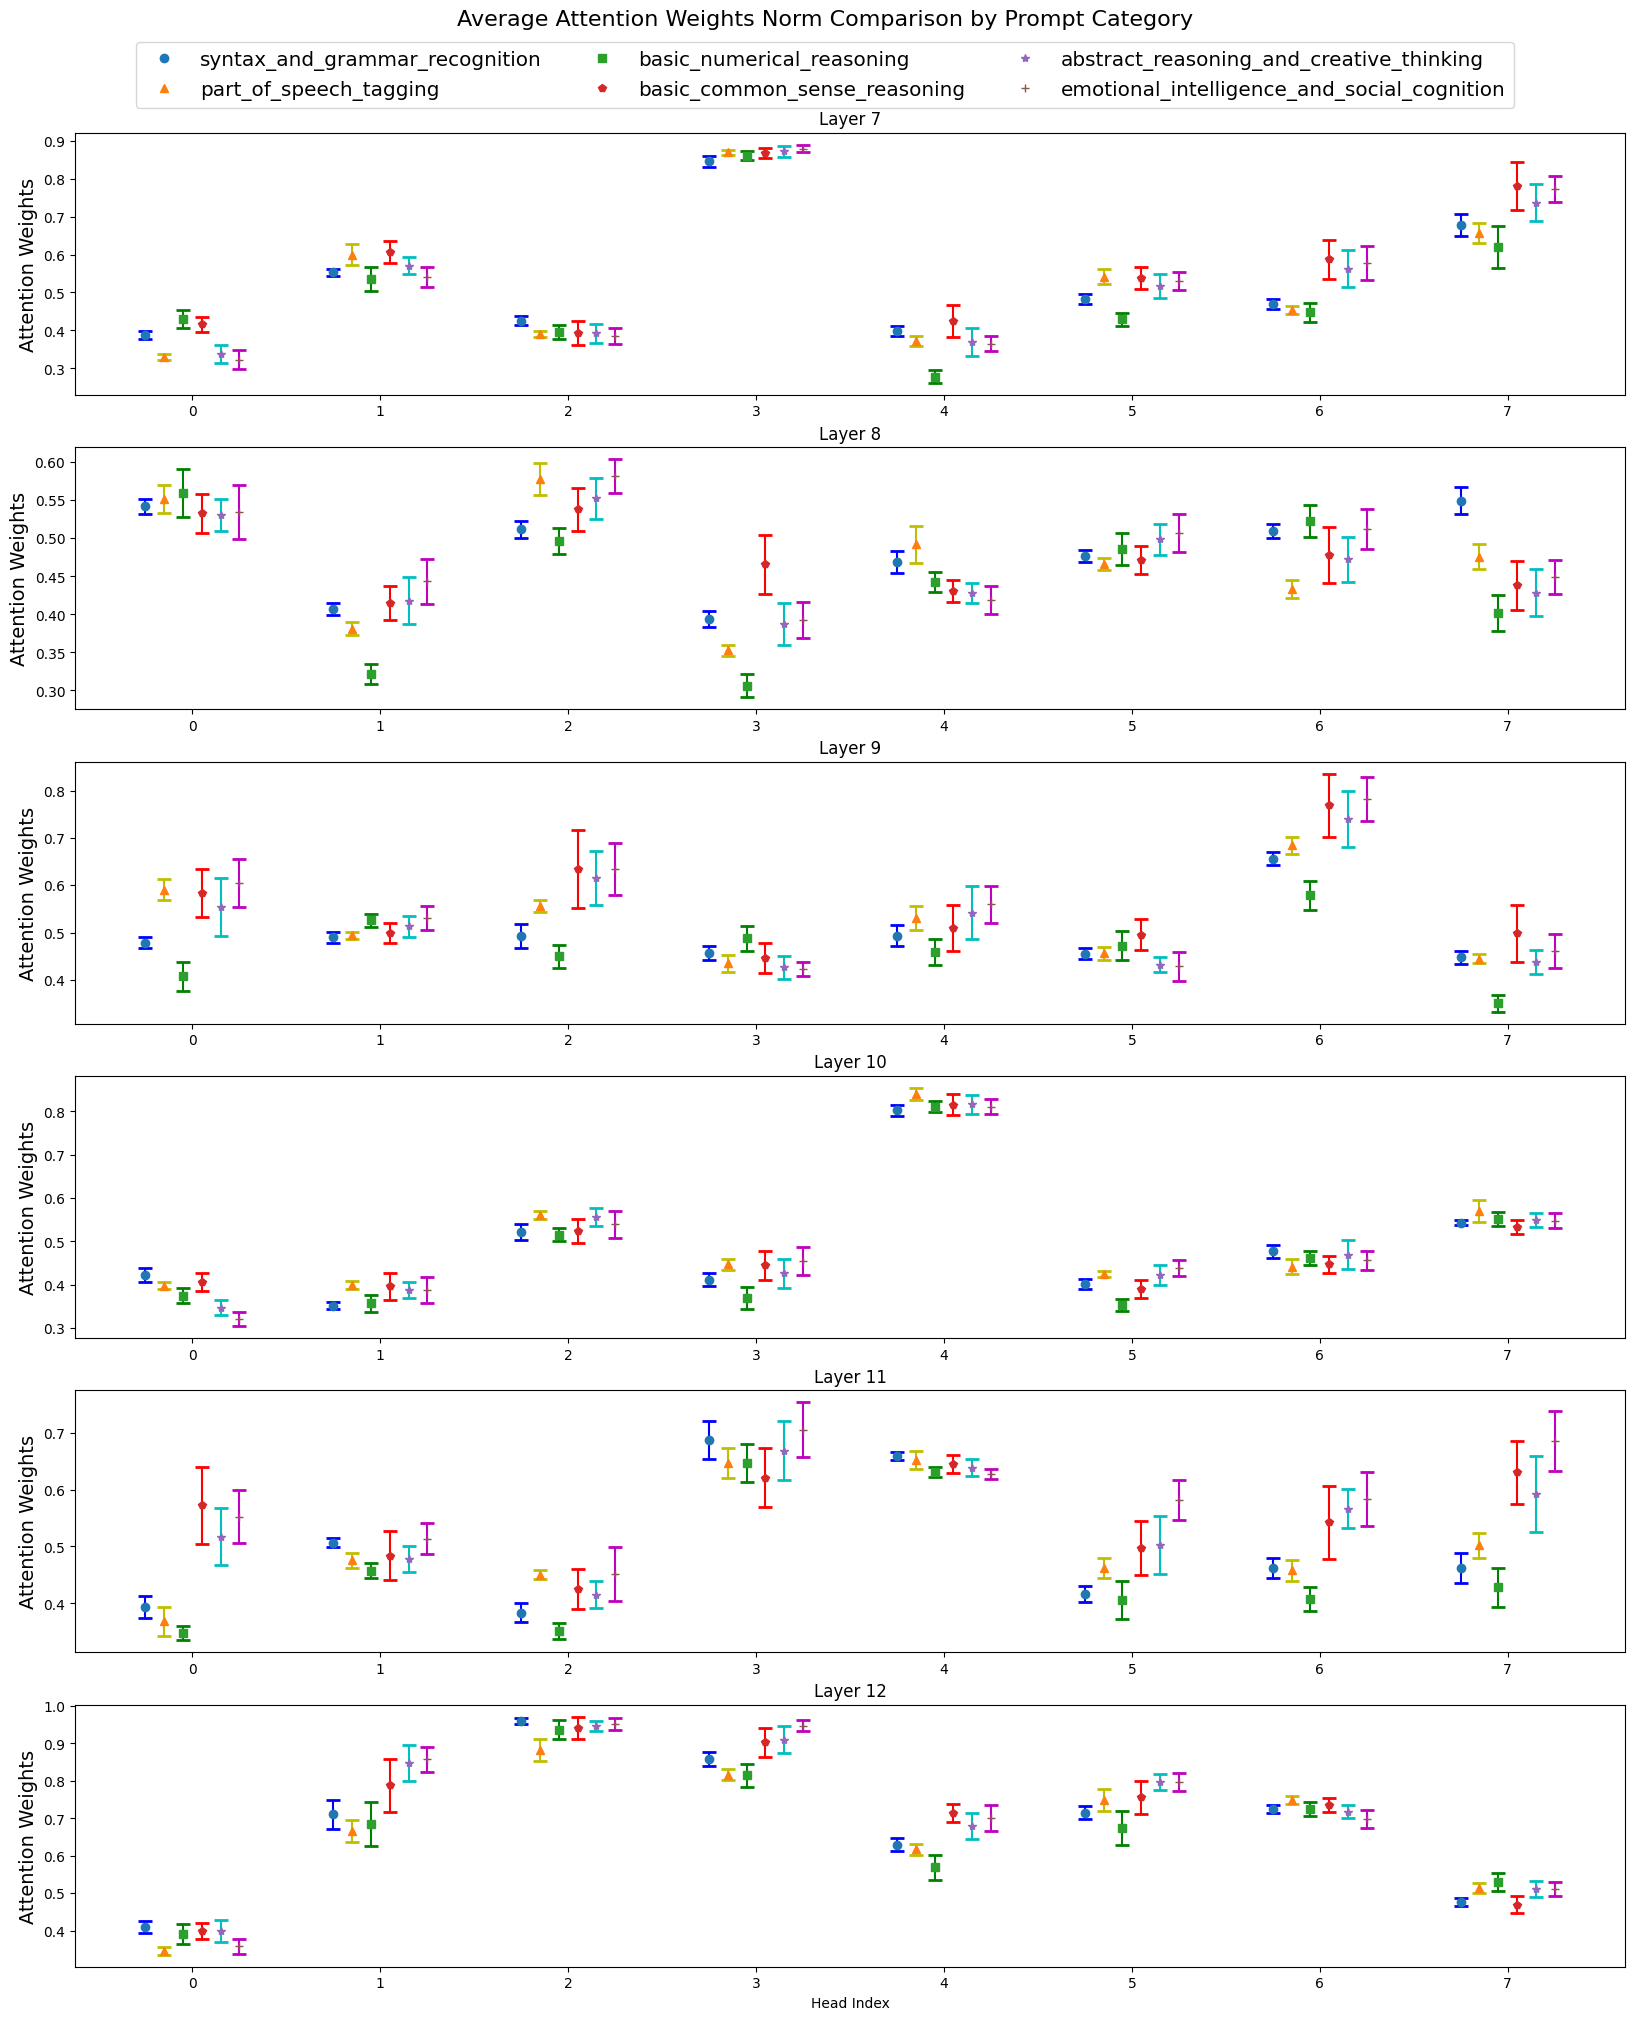 Average Attention Weights Norm Comparison by Prompt Category
syntax_and_grammar_recognition basic_numerical_reasoning abstract_reasoning_and_creative_thinking
part_of_speech_tagging basic_common_sense_reasoning emotional_intelligence_and_social_cognition
Layer 7
Attention Weights
0.9
0.8
0.7
0.6
0.5
0.4
0.3
0 1 2 3 4 5 6 7
Layer 8
Attention Weights
0.60
0.55
0.50
0.45
0.40
0.35
0.30
0 1 2 3 4 5 6 7
Layer 9
Attention Weights
0.8
0.7
0.6
0.5
0.4
0 1 2 3 4 5 6 7
Layer 10
Attention Weights
0.8
0.7
0.6
0.5
0.4
0.3
0 1 2 3 4 5 6 7
Layer 11
Attention Weights
0.7
0.6
0.5
0.4
0 1 2 3 4 5 6 7
Layer 12
Attention Weights
1.0
0.9
0.8
0.7
0.6
0.5
0.4
0 1 2 3 4 5 6 7
Head Index